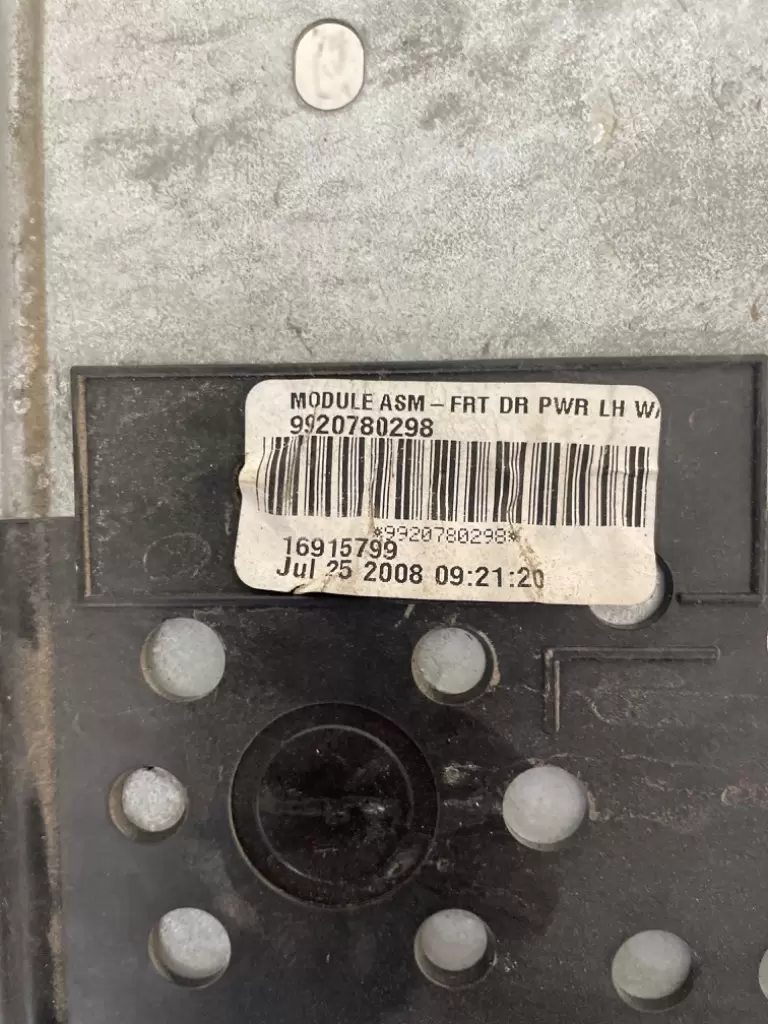 MODULE ASM – FRT DR PWR LH W/
9920780298
*9920780298*
16915799
Jul 25 2008 09:21:20